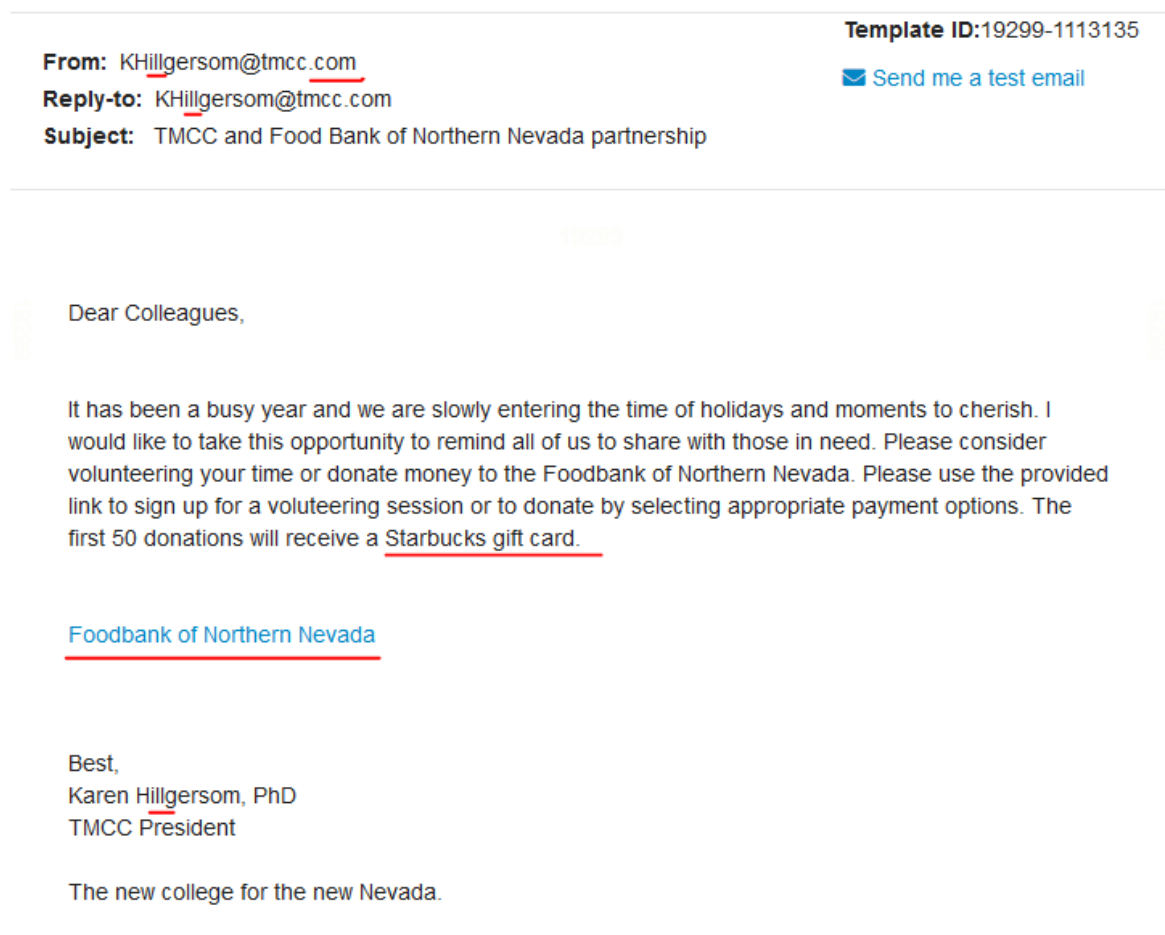 Template ID:19299-1113135
From: KHillgersom@tmcc.com
Send me a test email
Reply-to: KHillgersom@tmcc.com
Subject: TMCC and Food Bank of Northern Nevada partnership
Dear Colleagues,
It has been a busy year and we are slowly entering the time of holidays and moments to cherish. I
would like to take this opportunity to remind all of us to share with those in need. Please consider
volunteering your time or donate money to the Foodbank of Northern Nevada. Please use the provided
link to sign up for a voluteering session or to donate by selecting appropriate payment options. The
first 50 donations will receive a Starbucks gift card.
Foodbank of Northern Nevada
Best,
Karen Hillgersom, PhD
TMCC President
The new college for the new Nevada.